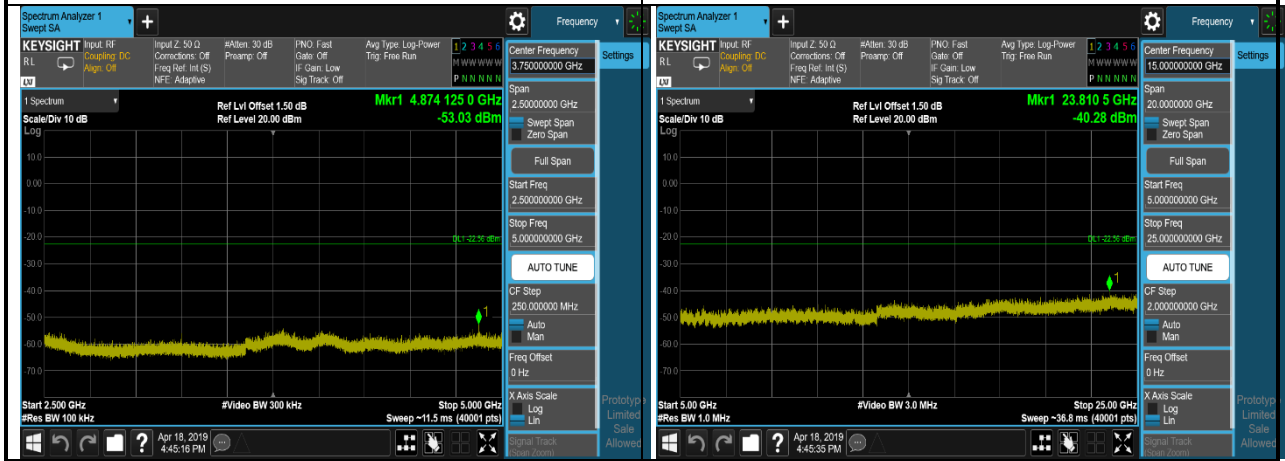 Spectrum Analyzer 1
Swept SA
+
Frequency
KEYSIGHT
R L
LXI
Input: RF
Coupling: DC
Align: Off
Input Z: 50 Ω
Corrections: Off
Freq Ref: Int (S)
NFE: Adaptive
#Atten: 30 dB
Preamp: Off
PNO: Fast
Gate: Off
IF Gain: Low
Sig Track: Off
Avg Type: Log-Power
Trig: Free Run
1 2 3 4 5 6
M W W W W W
P N N N N N
1 Spectrum
Scale/Div 10 dB
Log
Ref Lvl Offset 1.50 dB
Ref Level 20.00 dBm
Mkr1 4.874 125 0 GHz
-53.03 dBm
10.0
0.00
-10.0
-20.0
-30.0
-40.0
-50.0
-60.0
-70.0
DL1 -22.56 dBm
1
Start 2.500 GHz
#Res BW 100 kHz
#Video BW 300 kHz
Stop 5.000 GHz
Sweep ~11.5 ms (40001 pts)
Center Frequency
3.750000000 GHz
Settings
Span
2.50000000 GHz
Swept Span
Zero Span
Full Span
Start Freq
2.500000000 GHz
Stop Freq
5.000000000 GHz
AUTO TUNE
CF Step
250.000000 MHz
Auto
Man
Freq Offset
0 Hz
X Axis Scale
Log
Lin
Signal Track
(Span Zoom)
Prototype
Limited
Sale
Allowed
?
Apr 18, 2019
4:45:16 PM
Spectrum Analyzer 1
Swept SA
+
Frequency
KEYSIGHT
R L
LXI
Input: RF
Coupling: DC
Align: Off
Input Z: 50 Ω
Corrections: Off
Freq Ref: Int (S)
NFE: Adaptive
#Atten: 30 dB
Preamp: Off
PNO: Fast
Gate: Off
IF Gain: Low
Sig Track: Off
Avg Type: Log-Power
Trig: Free Run
1 2 3 4 5 6
M W W W W W
P N N N N N
1 Spectrum
Scale/Div 10 dB
Log
Ref Lvl Offset 1.50 dB
Ref Level 20.00 dBm
Mkr1 23.810 5 GHz
-40.28 dBm
10.0
0.00
-10.0
-20.0
-30.0
-40.0
-50.0
-60.0
-70.0
DL1 -22.56 dBm
1
Start 5.00 GHz
#Res BW 1.0 MHz
#Video BW 3.0 MHz
Stop 25.00 GHz
Sweep ~36.8 ms (40001 pts)
Center Frequency
15.000000000 GHz
Settings
Span
20.0000000 GHz
Swept Span
Zero Span
Full Span
Start Freq
5.000000000 GHz
Stop Freq
25.000000000 GHz
AUTO TUNE
CF Step
2.000000000 GHz
Auto
Man
Freq Offset
0 Hz
X Axis Scale
Log
Lin
Signal Track
(Span Zoom)
Prototype
Limited
Sale
Allowed
?
Apr 18, 2019
4:45:35 PM